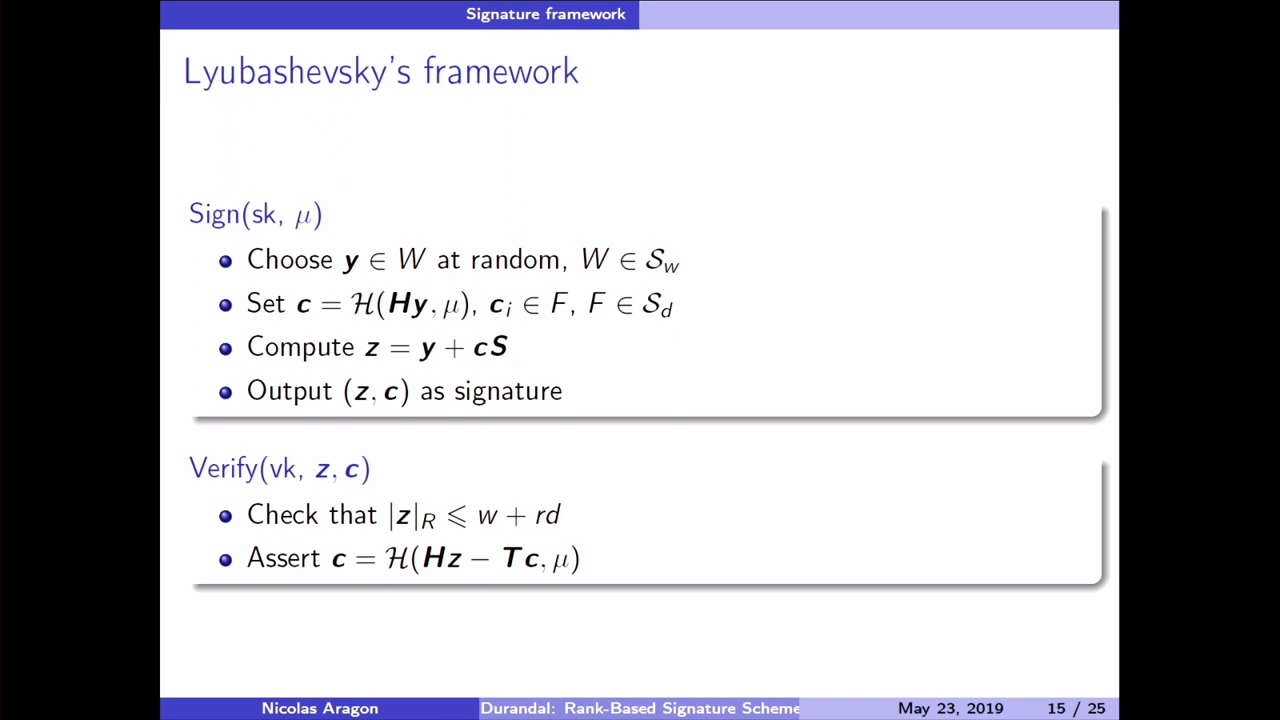 Signature framework
Lyubashevsky's framework
Sign(sk, μ)
Choose y ∈ W at random, W ∈ 𝒮_w
Set c = ℋ(Hy, μ), c_i ∈ F, F ∈ 𝒮_d
Compute z = y + cS
Output (z, c) as signature
Verify(vk, z, c)
Check that |z|_R ⩽ w + rd
Assert c = ℋ(Hz − Tc, μ)
Nicolas Aragon Durandal: Rank-Based Signature Scheme May 23, 2019 15 / 25